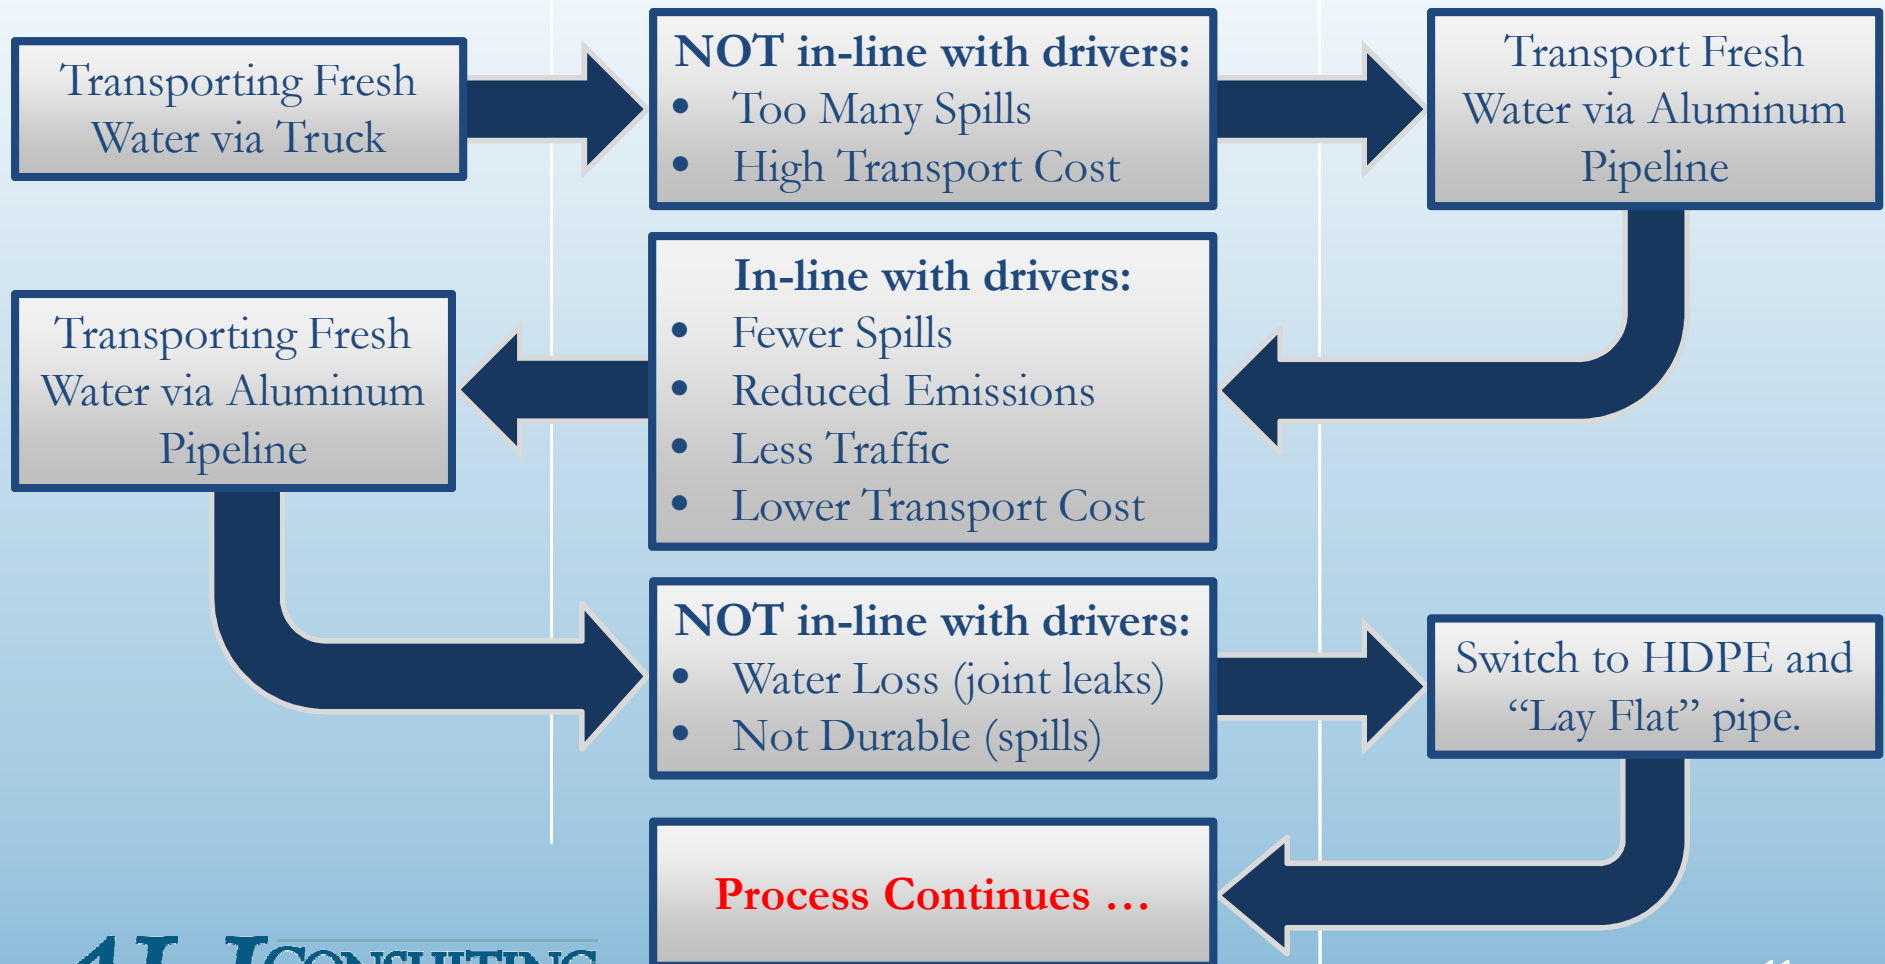 Transporting Fresh
Water via Truck
NOT in-line with drivers:
• Too Many Spills
• High Transport Cost
Transport Fresh
Water via Aluminum
Pipeline
In-line with drivers:
• Fewer Spills
• Reduced Emissions
• Less Traffic
• Lower Transport Cost
Transporting Fresh
Water via Aluminum
Pipeline
NOT in-line with drivers:
• Water Loss (joint leaks)
• Not Durable (spills)
Switch to HDPE and
“Lay Flat” pipe.
Process Continues …
CONSULTING